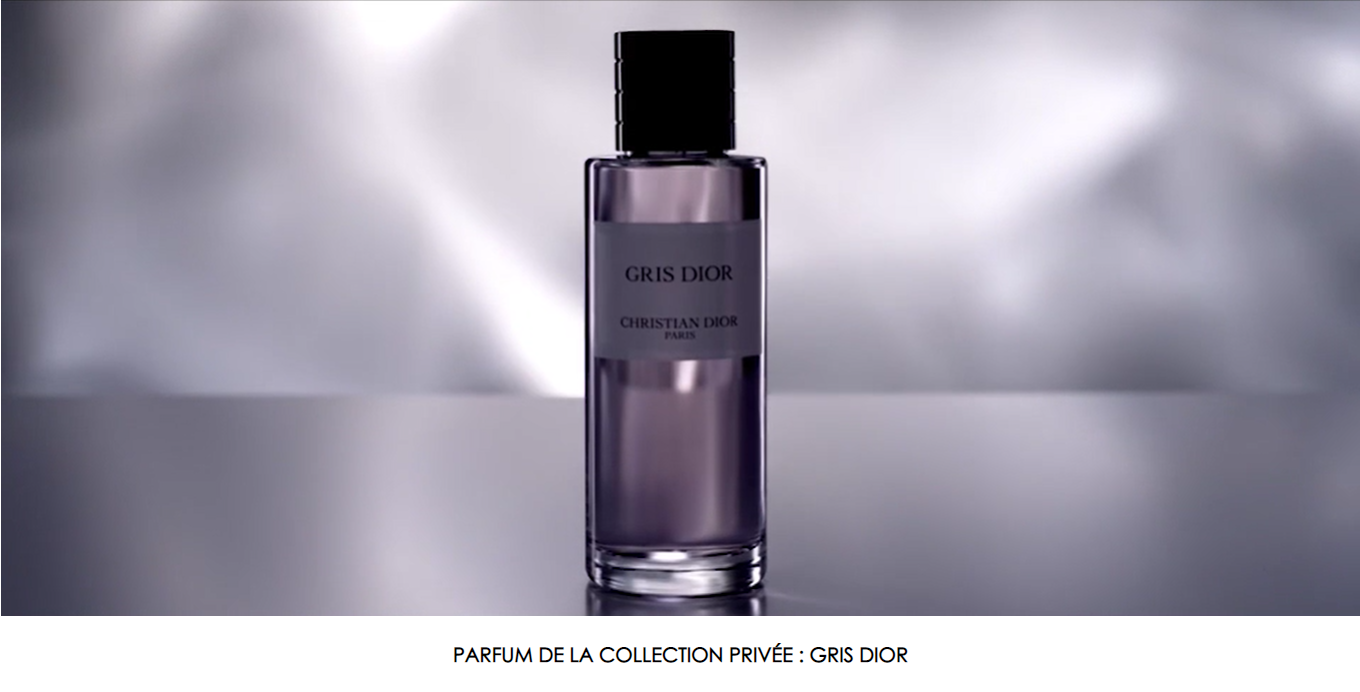 GRIS DIOR
CHRISTIAN DIOR
PARIS
PARFUM DE LA COLLECTION PRIVÉE : GRIS DIOR